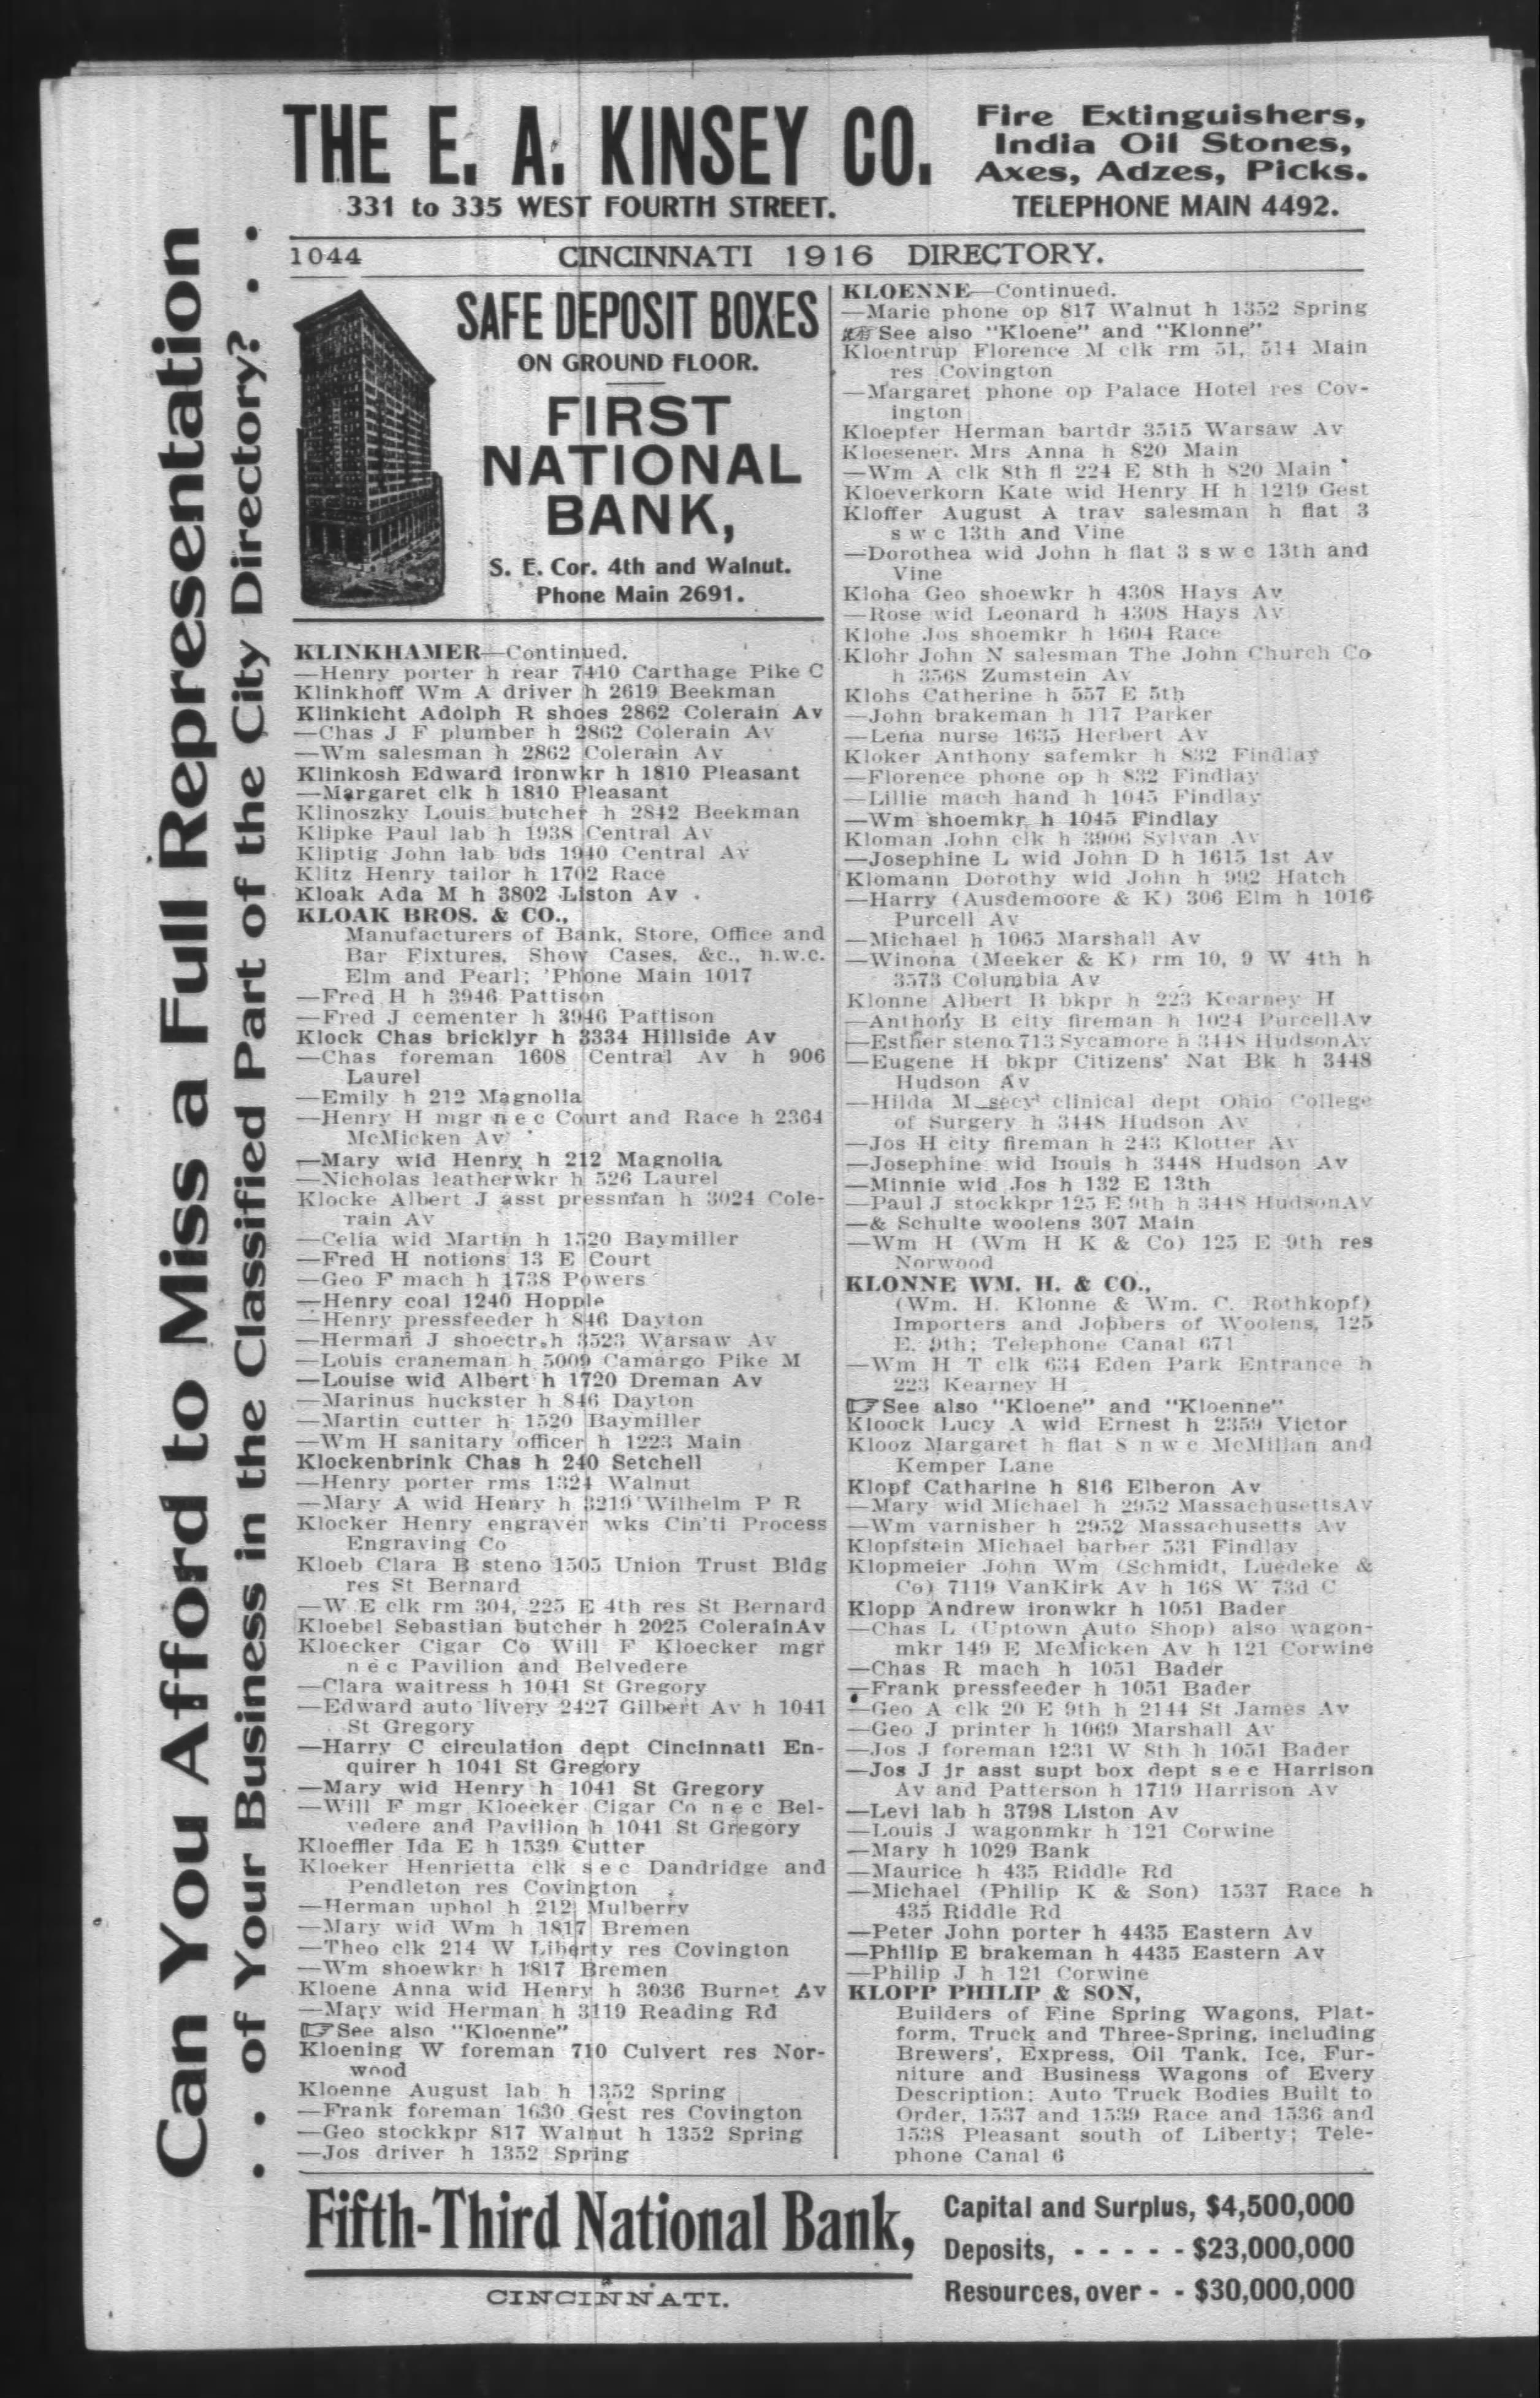 THE E. A. KINSEY CO.
331 to 335 WEST FOURTH STREET.
Fire Extinguishers,
India Oil Stones,
Axes, Adzes, Picks.
TELEPHONE MAIN 4492.
1044 CINCINNATI 1916 DIRECTORY.
Can You Afford to Miss a Full Representation
. . of Your Business in the Classified Part of the City Directory? . . .
SAFE DEPOSIT BOXES
ON GROUND FLOOR.
FIRST
NATIONAL
BANK,
S. E. Cor. 4th and Walnut.
Phone Main 2691.
KLINKHAMER—Continued.
—Henry porter h rear 7410 Carthage Pike C
Klinkhoff Wm A driver h 2619 Beekman
Klinkicht Adolph R shoes 2862 Colerain Av
—Chas J F plumber h 2862 Colerain Av
—Wm salesman h 2862 Colerain Av
Klinkosh Edward ironwkr h 1810 Pleasant
—Margaret clk h 1810 Pleasant
Klinoszky Louis butcher h 2842 Beekman
Klipke Paul lab h 1938 Central Av
Kliptig John lab bds 1940 Central Av
Klitz Henry tailor h 1702 Race
Kloak Ada M h 3802 Liston Av
KLOAK BROS. & CO.,
Manufacturers of Bank, Store, Office and
Bar Fixtures, Show Cases, &c., n.w.c.
Elm and Pearl; 'Phone Main 1017
—Fred H h 3946 Pattison
—Fred J cementer h 3946 Pattison
Klock Chas bricklyr h 3334 Hillside Av
—Chas foreman 1608 Central Av h 906
Laurel
—Emily h 212 Magnolia
—Henry H mgr n e c Court and Race h 2364
McMicken Av
—Mary wid Henry h 212 Magnolia
—Nicholas leatherwkr h 526 Laurel
Klocke Albert J asst pressman h 3024 Cole-
rain Av
—Celia wid Martin h 1520 Baymiller
—Fred H notions 13 E Court
—Geo F mach h 1738 Powers
—Henry coal 1240 Hopple
—Henry pressfeeder h 846 Dayton
—Herman J shoectr h 3523 Warsaw Av
—Louis craneman h 5009 Camargo Pike M
—Louise wid Albert h 1720 Dreman Av
—Marinus huckster h 846 Dayton
—Martin cutter h 1520 Baymiller
—Wm H sanitary officer h 1223 Main
Klockenbrink Chas h 240 Setchell
—Henry porter rms 1324 Walnut
—Mary A wid Henry h 3219 Wilhelm P R
Klocker Henry engraver wks Cin'ti Process
Engraving Co
Kloeb Clara B steno 1505 Union Trust Bldg
res St Bernard
—W E clk rm 304, 225 E 4th res St Bernard
Kloebel Sebastian butcher h 2025 ColerainAv
Kloecker Cigar Co Will F Kloecker mgr
n e c Pavilion and Belvedere
—Clara waitress h 1041 St Gregory
—Edward auto livery 2427 Gilbert Av h 1041
St Gregory
—Harry C circulation dept Cincinnati En-
quirer h 1041 St Gregory
—Mary wid Henry h 1041 St Gregory
—Will F mgr Kloecker Cigar Co n e c Bel-
vedere and Pavilion h 1041 St Gregory
Kloeffler Ida E h 1539 Cutter
Kloeker Henrietta clk s e c Dandridge and
Pendleton res Covington
—Herman uphol h 212 Mulberry
—Mary wid Wm h 1817 Bremen
—Theo clk 214 W Liberty res Covington
—Wm shoewkr h 1817 Bremen
Kloene Anna wid Henry h 3036 Burnet Av
—Mary wid Herman h 3119 Reading Rd
☞See also "Kloenne"
Kloening W foreman 710 Culvert res Nor-
wood
Kloenne August lab h 1352 Spring
—Frank foreman 1630 Gest res Covington
—Geo stockkpr 817 Walnut h 1352 Spring
—Jos driver h 1352 Spring
KLOENNE—Continued.
—Marie phone op 817 Walnut h 1352 Spring
☞See also "Kloene" and "Klonne"
Kloentrup Florence M clk rm 51, 514 Main
res Covington
—Margaret phone op Palace Hotel res Cov-
ington
Kloepfer Herman bartdr 3515 Warsaw Av
Kloesener Mrs Anna h 820 Main
—Wm A clk 8th fl 224 E 8th h 820 Main
Kloeverkorn Kate wid Henry H h 1219 Gest
Kloffer August A trav salesman h flat 3
s w c 13th and Vine
—Dorothea wid John h flat 3 s w c 13th and
Vine
Kloha Geo shoewkr h 4308 Hays Av
—Rose wid Leonard h 4308 Hays Av
Klohe Jos shoemkr h 1604 Race
Klohr John N salesman The John Church Co
h 3568 Zumstein Av
Klohs Catherine h 557 E 5th
—John brakeman h 117 Parker
—Lena nurse 1635 Herbert Av
Kloker Anthony safemkr h 832 Findlay
—Florence phone op h 832 Findlay
—Lillie mach hand h 1045 Findlay
—Wm shoemkr h 1045 Findlay
Kloman John clk h 3906 Sylvan Av
—Josephine L wid John D h 1615 1st Av
Klomann Dorothy wid John h 992 Hatch
—Harry (Ausdemoore & K) 306 Elm h 1016
Purcell Av
—Michael h 1065 Marshall Av
—Winona (Meeker & K) rm 10, 9 W 4th h
3573 Columbia Av
Klonne Albert B bkpr h 223 Kearney H
—Anthony B city fireman h 1024 PurcellAv
—Esther steno 713 Sycamore h 3448 HudsonAv
—Eugene H bkpr Citizens' Nat Bk h 3448
Hudson Av
—Hilda M secy clinical dept Ohio College
of Surgery h 3448 Hudson Av
—Jos H city fireman h 243 Klotter Av
—Josephine wid Louis h 3448 Hudson Av
—Minnie wid Jos h 132 E 13th
—Paul J stockkpr 125 E 9th h 3448 HudsonAv
—& Schulte woolens 307 Main
—Wm H (Wm H K & Co) 125 E 9th res
Norwood
KLONNE WM. H. & CO.,
(Wm. H. Klonne & Wm. C. Rothkopf)
Importers and Jobbers of Woolens, 125
E. 9th; Telephone Canal 671
—Wm H T clk 634 Eden Park Entrance h
223 Kearney H
☞See also "Kloene" and "Kloenne"
Kloock Lucy A wid Ernest h 2359 Victor
Klooz Margaret h flat 8 n w c McMillan and
Kemper Lane
Klopf Catharine h 816 Elberon Av
—Mary wid Michael h 2952 MassachusettsAv
—Wm varnisher h 2952 Massachusetts Av
Klopfstein Michael barber 531 Findlay
Klopmeier John Wm (Schmidt, Luedeke &
Co) 7119 VanKirk Av h 168 W 73d C
Klopp Andrew ironwkr h 1051 Bader
—Chas L (Uptown Auto Shop) also wagon-
mkr 149 E McMicken Av h 121 Corwine
—Chas R mach h 1051 Bader
—Frank pressfeeder h 1051 Bader
—Geo A clk 20 E 9th h 2144 St James Av
—Geo J printer h 1069 Marshall Av
—Jos J foreman 1231 W 8th h 1051 Bader
—Jos J jr asst supt box dept s e c Harrison
Av and Patterson h 1719 Harrison Av
—Levi lab h 3798 Liston Av
—Louis J wagonmkr h 121 Corwine
—Mary h 1029 Bank
—Maurice h 435 Riddle Rd
—Michael (Philip K & Son) 1537 Race h
435 Riddle Rd
—Peter John porter h 4435 Eastern Av
—Philip E brakeman h 4435 Eastern Av
—Philip J h 121 Corwine
KLOPP PHILIP & SON,
Builders of Fine Spring Wagons, Plat-
form, Truck and Three-Spring, including
Brewers', Express, Oil Tank, Ice, Fur-
niture and Business Wagons of Every
Description; Auto Truck Bodies Built to
Order, 1537 and 1539 Race and 1536 and
1538 Pleasant south of Liberty; Tele-
phone Canal 6
Fifth-Third National Bank,
CINCINNATI.
Capital and Surplus, $4,500,000
Deposits, - - - - - $23,000,000
Resources, over - - $30,000,000